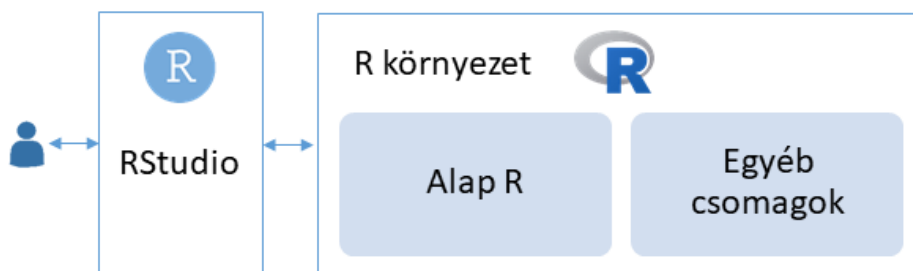 R
RStudio
R környezet
R
Alap R
Egyéb
csomagok